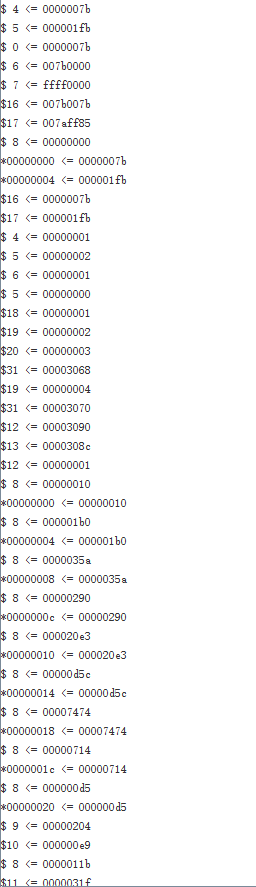 $ 4 <= 0000007b
$ 5 <= 000001fb
$ 0 <= 0000007b
$ 6 <= 007b0000
$ 7 <= ffff0000
$16 <= 007b007b
$17 <= 007aff85
$ 8 <= 00000000
*00000000 <= 0000007b
*00000004 <= 000001fb
$16 <= 0000007b
$17 <= 000001fb
$ 4 <= 00000001
$ 5 <= 00000002
$ 6 <= 00000001
$ 5 <= 00000000
$18 <= 00000001
$19 <= 00000002
$20 <= 00000003
$31 <= 00003068
$19 <= 00000004
$31 <= 00003070
$12 <= 00003090
$13 <= 0000308c
$12 <= 00000001
$ 8 <= 00000010
*00000000 <= 00000010
$ 8 <= 000001b0
*00000004 <= 000001b0
$ 8 <= 0000035a
*00000008 <= 0000035a
$ 8 <= 00000290
*0000000c <= 00000290
$ 8 <= 000020e3
*00000010 <= 000020e3
$ 8 <= 00000d5c
*00000014 <= 00000d5c
$ 8 <= 00007474
*00000018 <= 00007474
$ 8 <= 00000714
*0000001c <= 00000714
$ 8 <= 000000d5
*00000020 <= 000000d5
$ 9 <= 00000204
$10 <= 000000e9
$ 8 <= 0000011b
$11 <= 0000031f